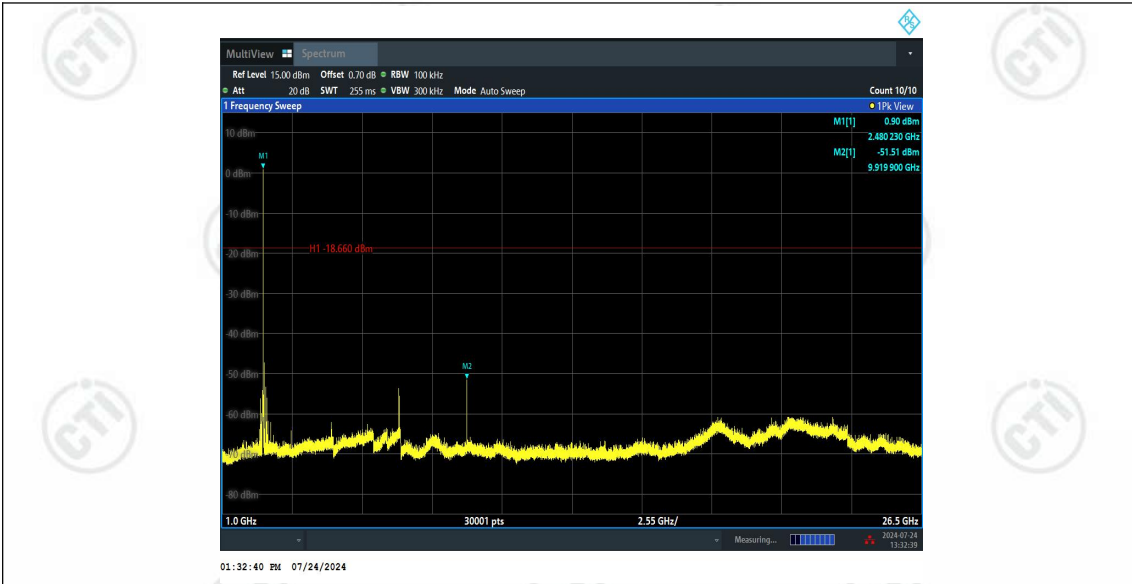 R&S
MultiView Spectrum
Ref Level 15.00 dBm Offset 0.70 dB RBW 100 kHz
Att 20 dB SWT 255 ms VBW 300 kHz Mode Auto Sweep Count 10/10
1 Frequency Sweep 1Pk View
M1[1] 0.90 dBm
2.480 230 GHz
M2[1] -51.51 dBm
9.919 900 GHz
10 dBm
M1
0 dBm
-10 dBm
H1 -18.660 dBm
-20 dBm
-30 dBm
-40 dBm
M2
-50 dBm
-60 dBm
-80 dBm
1.0 GHz 30001 pts 2.55 GHz/ 26.5 GHz
Measuring... 2024-07-24
13:32:39
01:32:40 PM 07/24/2024
CTI
CTI
CTI
CTI